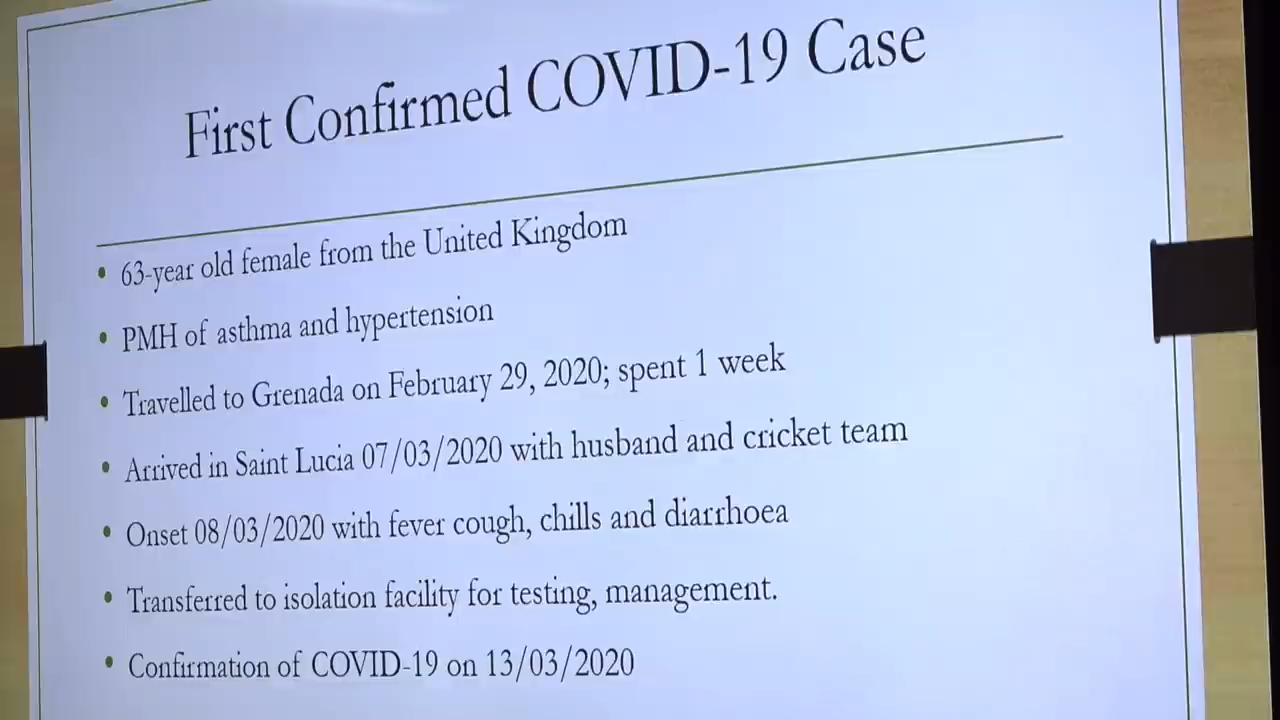 First Confirmed COVID-19 Case
• 63-year old female from the United Kingdom
• PMH of asthma and hypertension
• Travelled to Grenada on February 29, 2020; spent 1 week
• Arrived in Saint Lucia 07/03/2020 with husband and cricket team
• Onset 08/03/2020 with fever cough, chills and diarrhoea
• Transferred to isolation facility for testing, management.
• Confirmation of COVID-19 on 13/03/2020